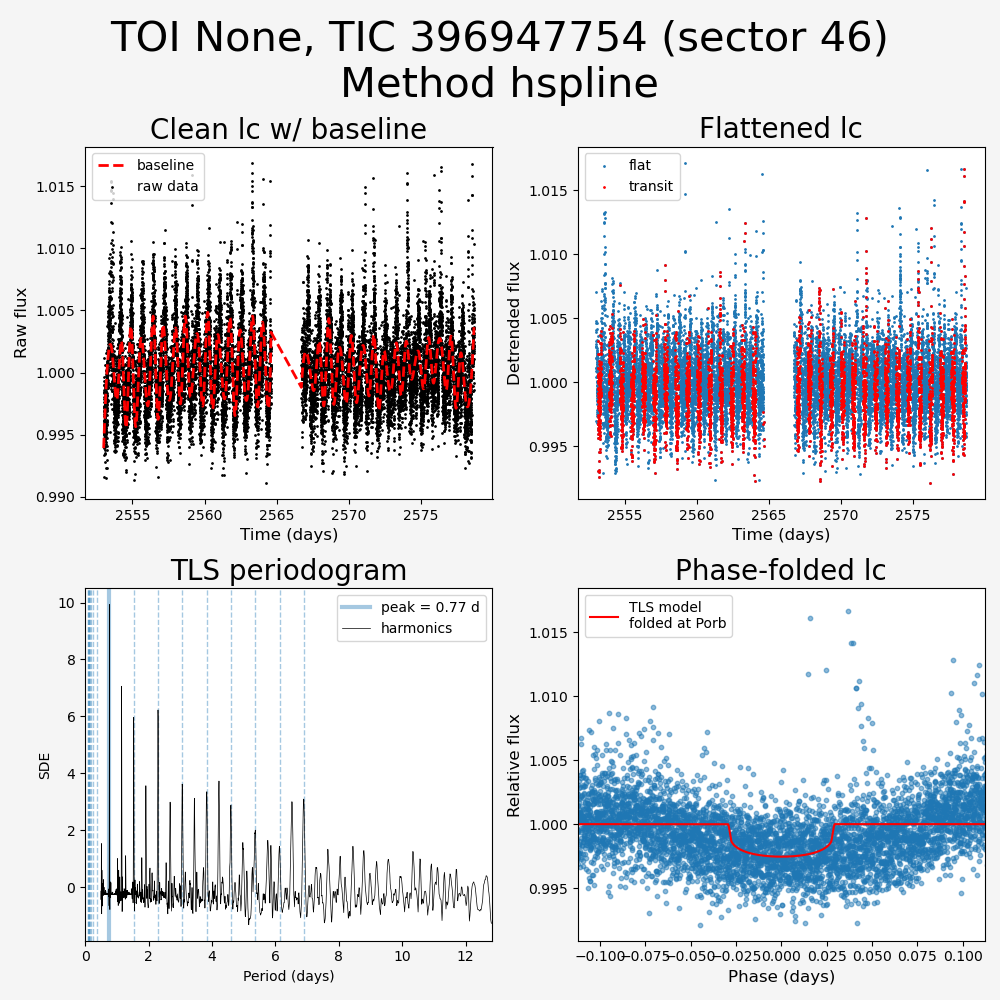 TOI None, TIC 396947754 (sector 46)
Method hspline
Clean lc w/ baseline
baseline
raw data
1.015
1.010
1.005
1.000
0.995
0.990
Raw flux
2555
2560
2565
2570
2575
Time (days)
Flattened lc
flat
transit
1.015
1.010
1.005
1.000
0.995
Detrended flux
2555
2560
2565
2570
2575
Time (days)
TLS periodogram
peak = 0.77 d
harmonics
10
8
6
4
2
0
SDE
0
2
4
6
8
10
12
Period (days)
Phase-folded lc
TLS model
folded at Porb
1.015
1.010
1.005
1.000
0.995
Relative flux
−0.100
−0.075
−0.050
−0.025
0.000
0.025
0.050
0.075
0.100
Phase (days)